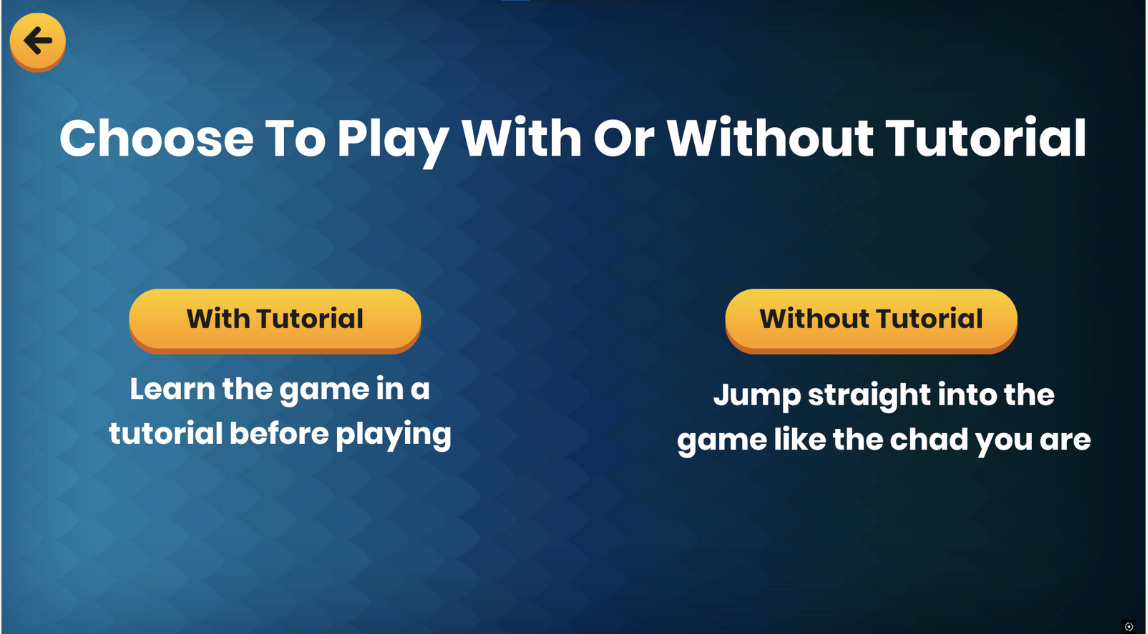 Choose To Play With Or Without Tutorial
With Tutorial
Learn the game in a
tutorial before playing
Without Tutorial
Jump straight into the
game like the chad you are